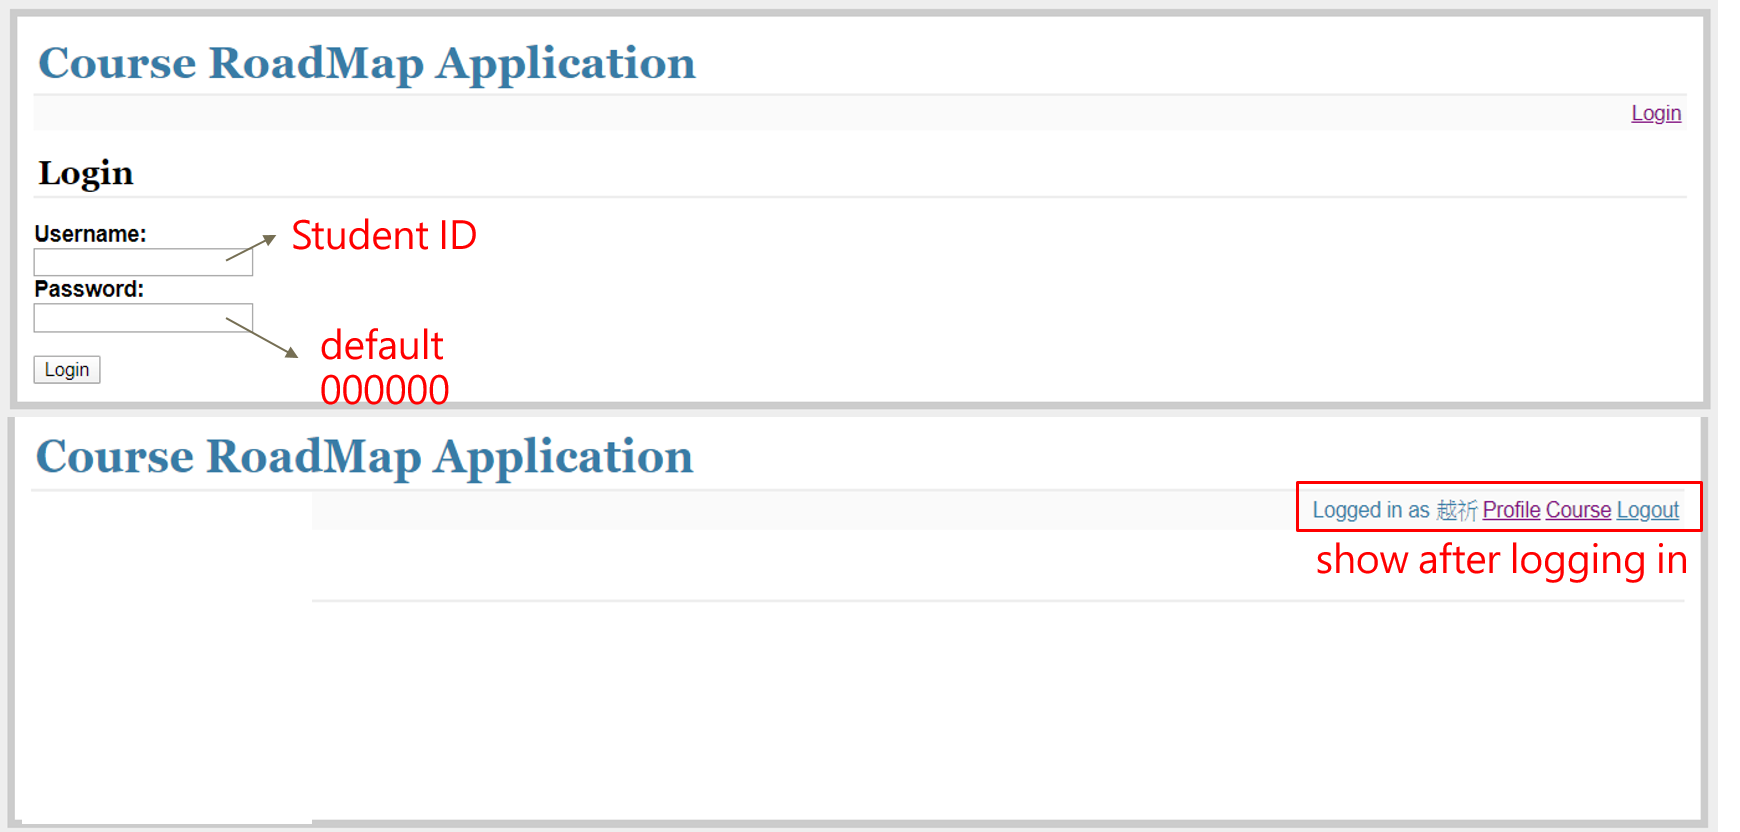 Course RoadMap Application
Login
Login
Username:
Student ID
Password:
default
000000
Login
Course RoadMap Application
Logged in as 越祈 Profile Course Logout
show after logging in